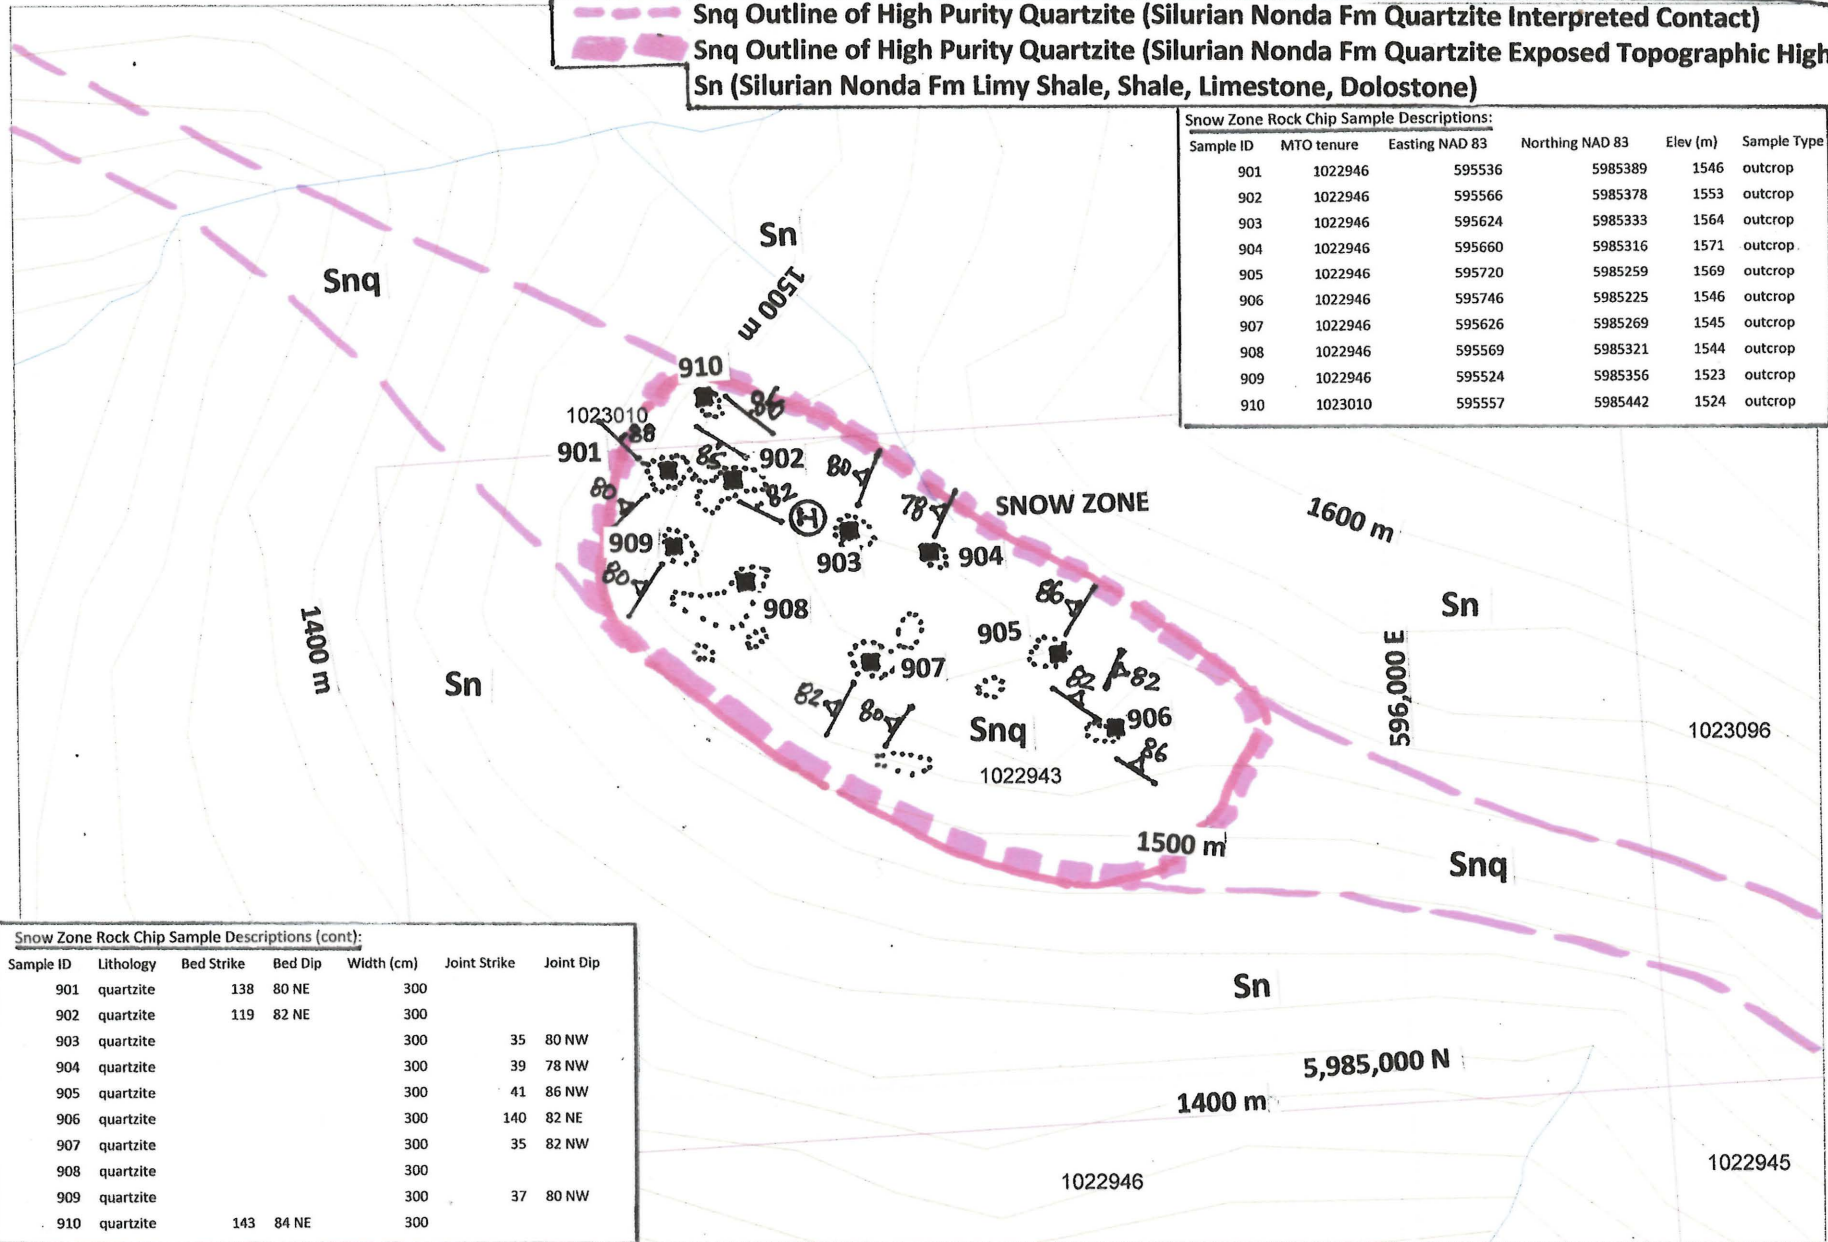 Snq Outline of High Purity Quartzite (Silurian Nonda Fm Quartzite Interpreted Contact)
Snq Outline of High Purity Quartzite (Silurian Nonda Fm Quartzite Exposed Topographic High
Sn (Silurian Nonda Fm Limy Shale, Shale, Limestone, Dolostone)
Snow Zone Rock Chip Sample Descriptions:
Sample ID MTO tenure Easting NAD 83 Northing NAD 83 Elev (m) Sample Type
901 1022946 595536 5985389 1546 outcrop
902 1022946 595566 5985378 1553 outcrop
903 1022946 595624 5985333 1564 outcrop
904 1022946 595660 5985316 1571 outcrop
905 1022946 595720 5985259 1569 outcrop
906 1022946 595746 5985225 1546 outcrop
907 1022946 595626 5985269 1545 outcrop
908 1022946 595569 5985321 1544 outcrop
909 1022946 595524 5985356 1523 outcrop
910 1023010 595557 5985442 1524 outcrop
Sn
Snq
1500 m
910
86
1023010
88
901
85
902
80
82
H
80
78
SNOW ZONE
1600 m
909
903
904
80
908
86
Sn
1400 m
905
596,000 E
Sn
907
82
82
82
80
906
Snq
1023096
86
1022943
1500 m
Snq
Snow Zone Rock Chip Sample Descriptions (cont):
Sample ID Lithology Bed Strike Bed Dip Width (cm) Joint Strike Joint Dip
901 quartzite 138 80 NE 300
902 quartzite 119 82 NE 300
903 quartzite 300 35 80 NW
904 quartzite 300 39 78 NW
905 quartzite 300 41 86 NW
906 quartzite 300 140 82 NE
907 quartzite 300 35 82 NW
908 quartzite 300
909 quartzite 300 37 80 NW
910 quartzite 143 84 NE 300
Sn
5,985,000 N
1400 m
1022946
1022945